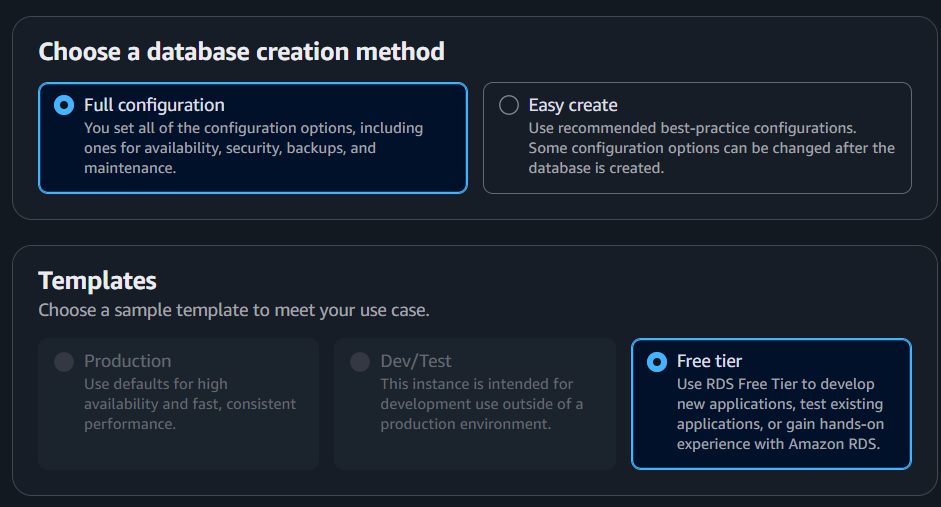 Choose a database creation method
Full configuration
You set all of the configuration options, including
ones for availability, security, backups, and
maintenance.
Easy create
Use recommended best-practice configurations.
Some configuration options can be changed after the
database is created.
Templates
Choose a sample template to meet your use case.
Production
Use defaults for high
availability and fast, consistent
performance.
Dev/Test
This instance is intended for
development use outside of a
production environment.
Free tier
Use RDS Free Tier to develop
new applications, test existing
applications, or gain hands-on
experience with Amazon RDS.